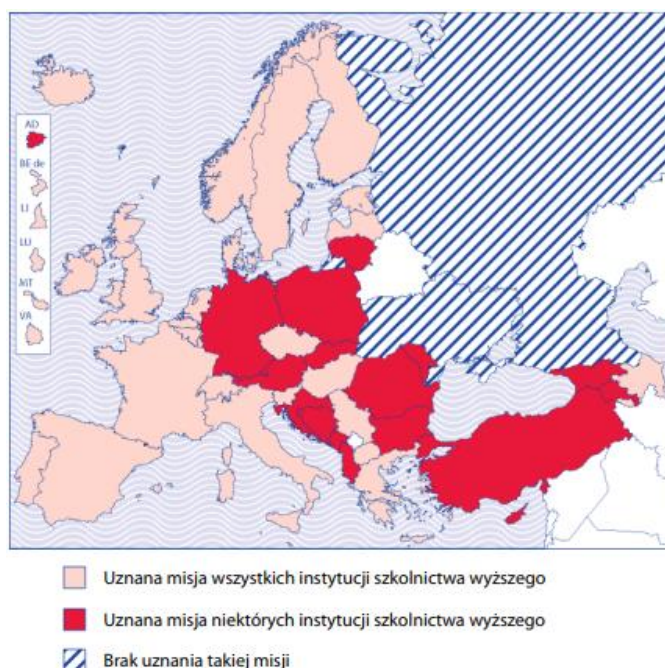 AD
BE de
LI
LU
MT
VA
Uznana misja wszystkich instytucji szkolnictwa wyższego
Uznana misja niektórych instytucji szkolnictwa wyższego
Brak uznania takiej misji